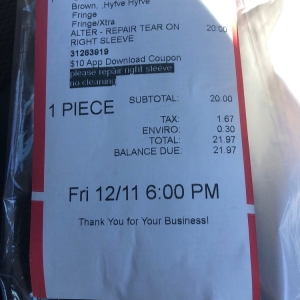 Brown, ,Hyfve Hyfve
Fringe
Fringe/Xtra
ALTER - REPAIR TEAR ON 20.00
RIGHT SLEEVE
31263919
$10 App Download Coupon
please repair right sleeve
no cleaning
1 PIECE
SUBTOTAL: 20.00
TAX: 1.67
ENVIRO: 0.30
TOTAL: 21.97
BALANCE DUE: 21.97
Fri 12/11 6:00 PM
Thank You for Your Business!